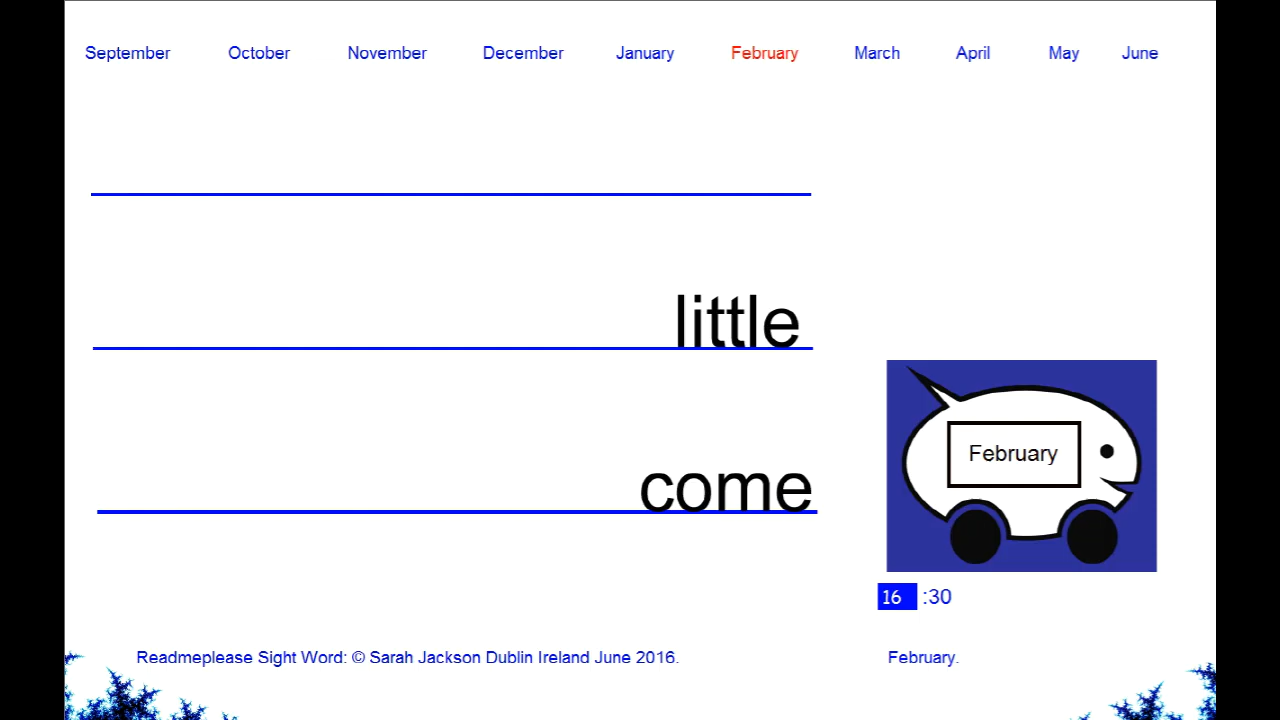 September October November December January February March April May June
little
come
February
16 :30
Readmeplease Sight Word: © Sarah Jackson Dublin Ireland June 2016. February.